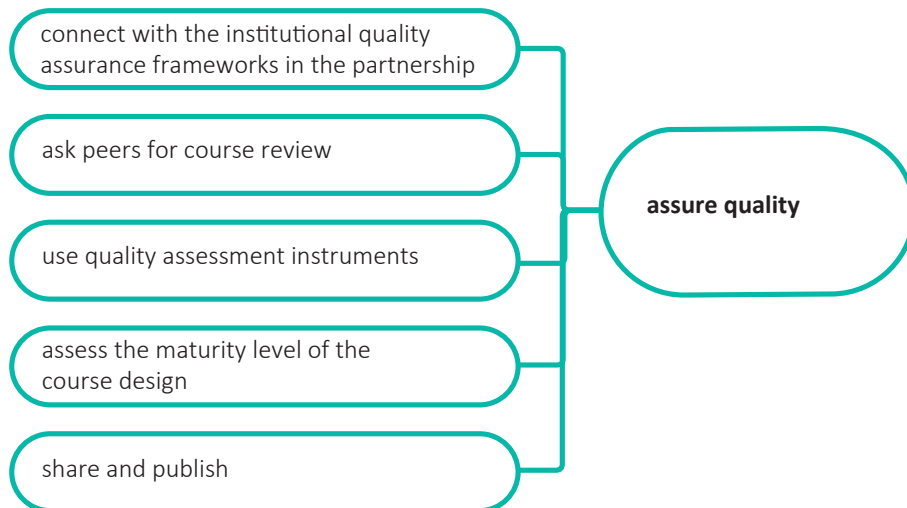 connect with the institutional quality
assurance frameworks in the partnership
ask peers for course review
assure quality
use quality assessment instruments
assess the maturity level of the
course design
share and publish